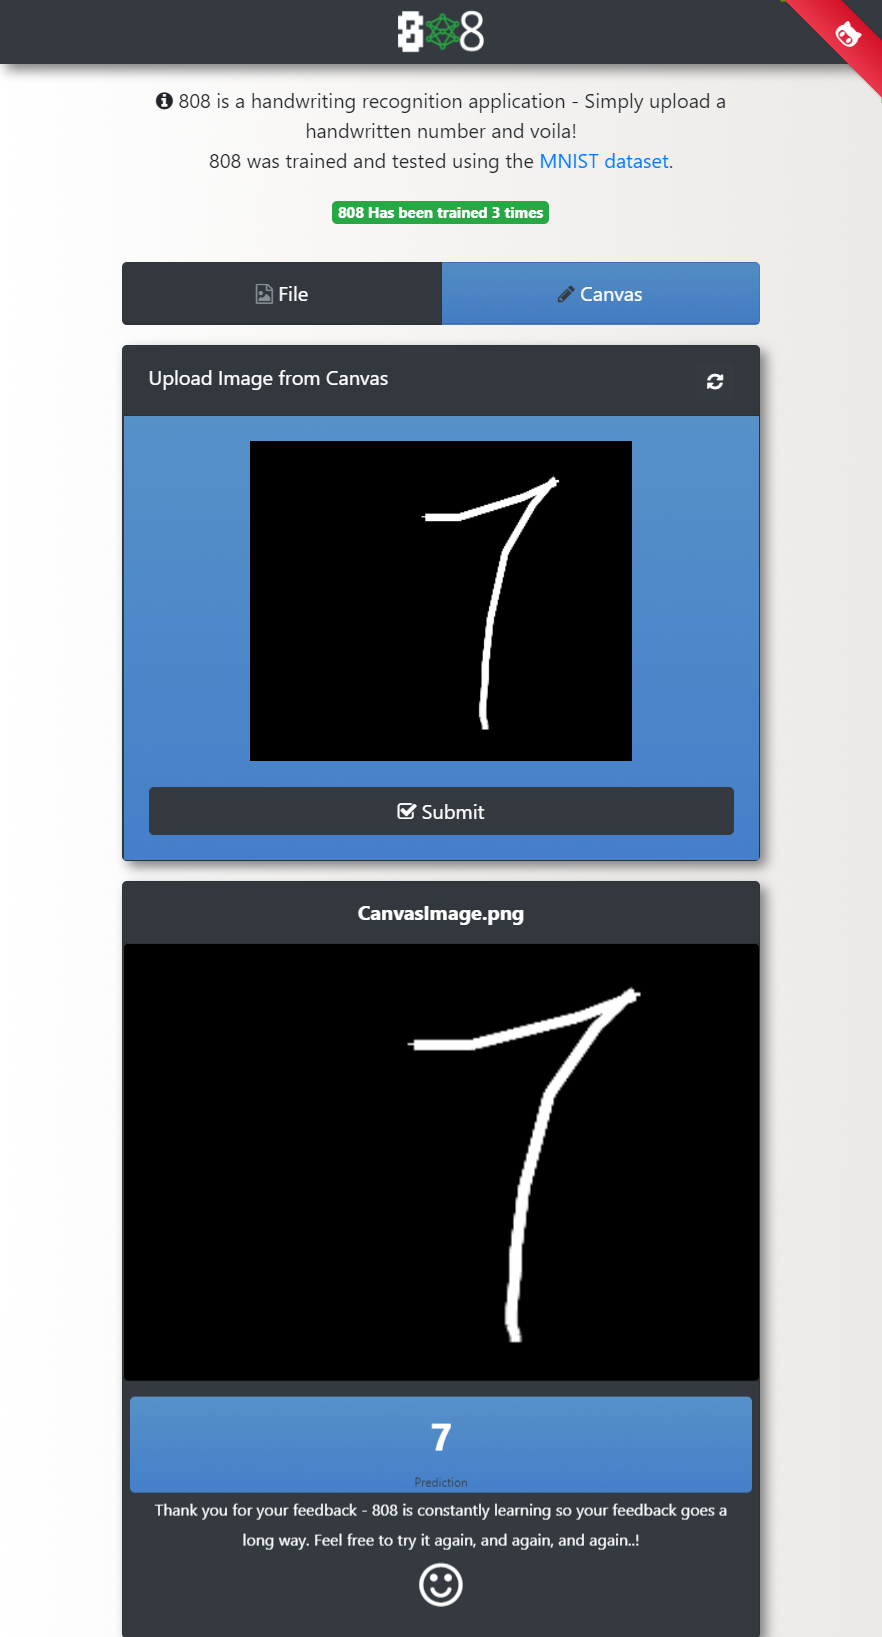 808
808 is a handwriting recognition application - Simply upload a
handwritten number and voila!
808 was trained and tested using the MNIST dataset.
808 Has been trained 3 times
File
Canvas
Upload Image from Canvas
7
Submit
CanvasImage.png
7
7
Prediction
Thank you for your feedback - 808 is constantly learning so your feedback goes a
long way. Feel free to try it again, and again, and again..!